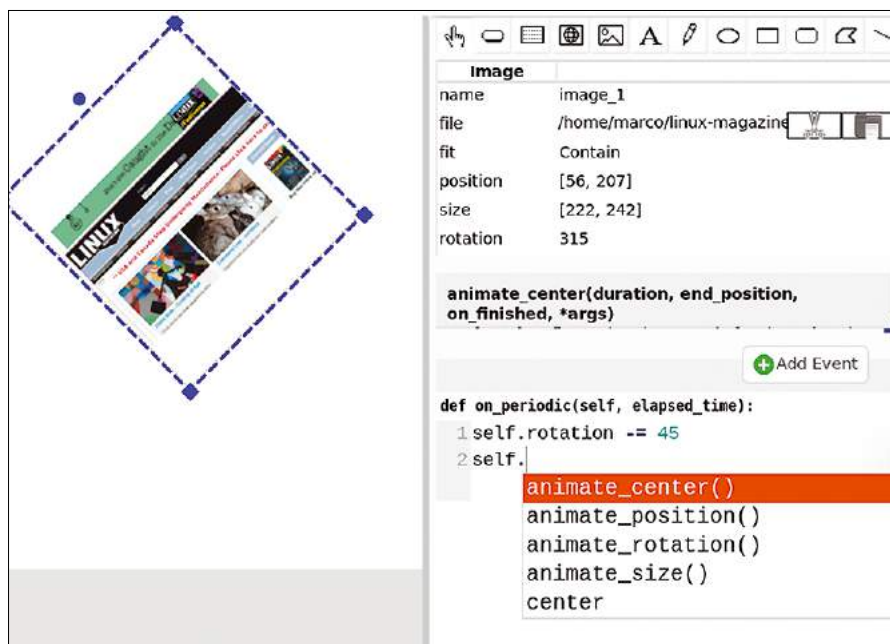 A
Image
name image_1
file /home/marco/linux-magazine
fit Contain
position [56, 207]
size [222, 242]
rotation 315
animate_center(duration, end_position,
on_finished, *args)
Add Event
def on_periodic(self, elapsed_time):
1 self.rotation -= 45
2 self.
animate_center()
animate_position()
animate_rotation()
animate_size()
center
LINUX